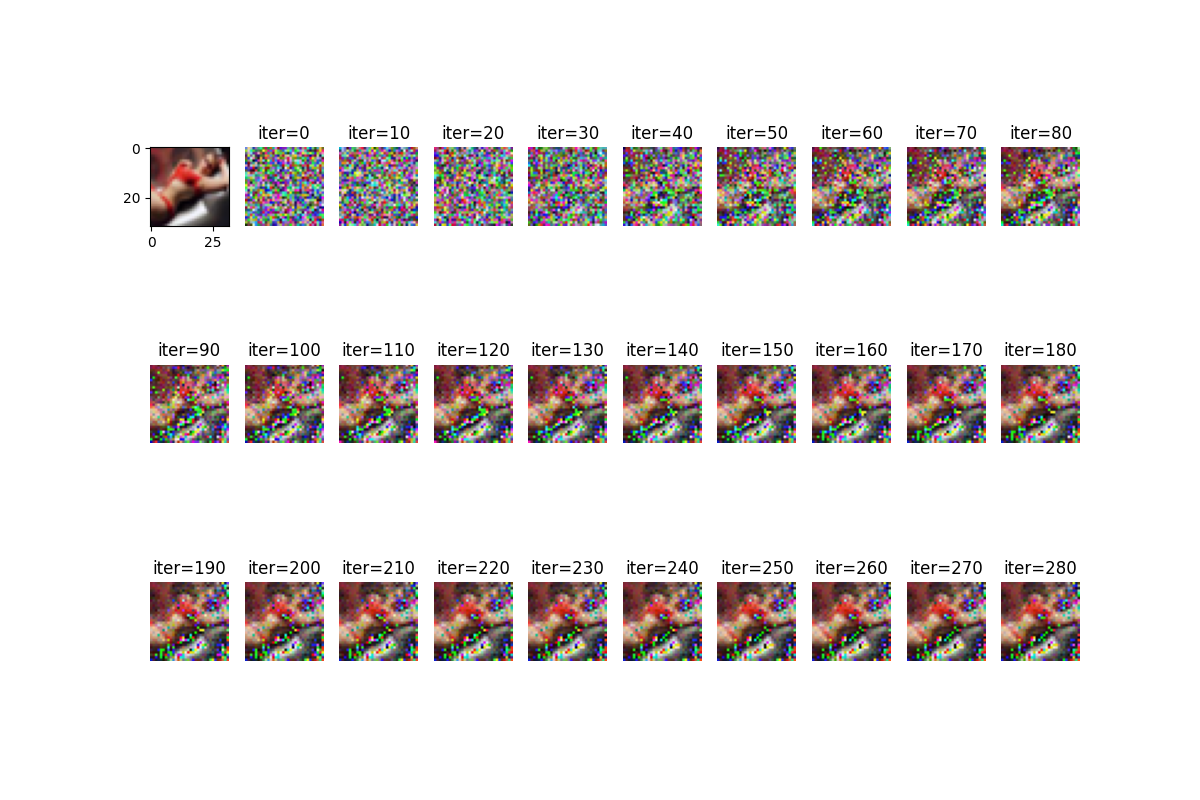 iter=0 iter=10 iter=20 iter=30 iter=40 iter=50 iter=60 iter=70 iter=80
0
20
0 25
iter=90 iter=100 iter=110 iter=120 iter=130 iter=140 iter=150 iter=160 iter=170 iter=180
iter=190 iter=200 iter=210 iter=220 iter=230 iter=240 iter=250 iter=260 iter=270 iter=280